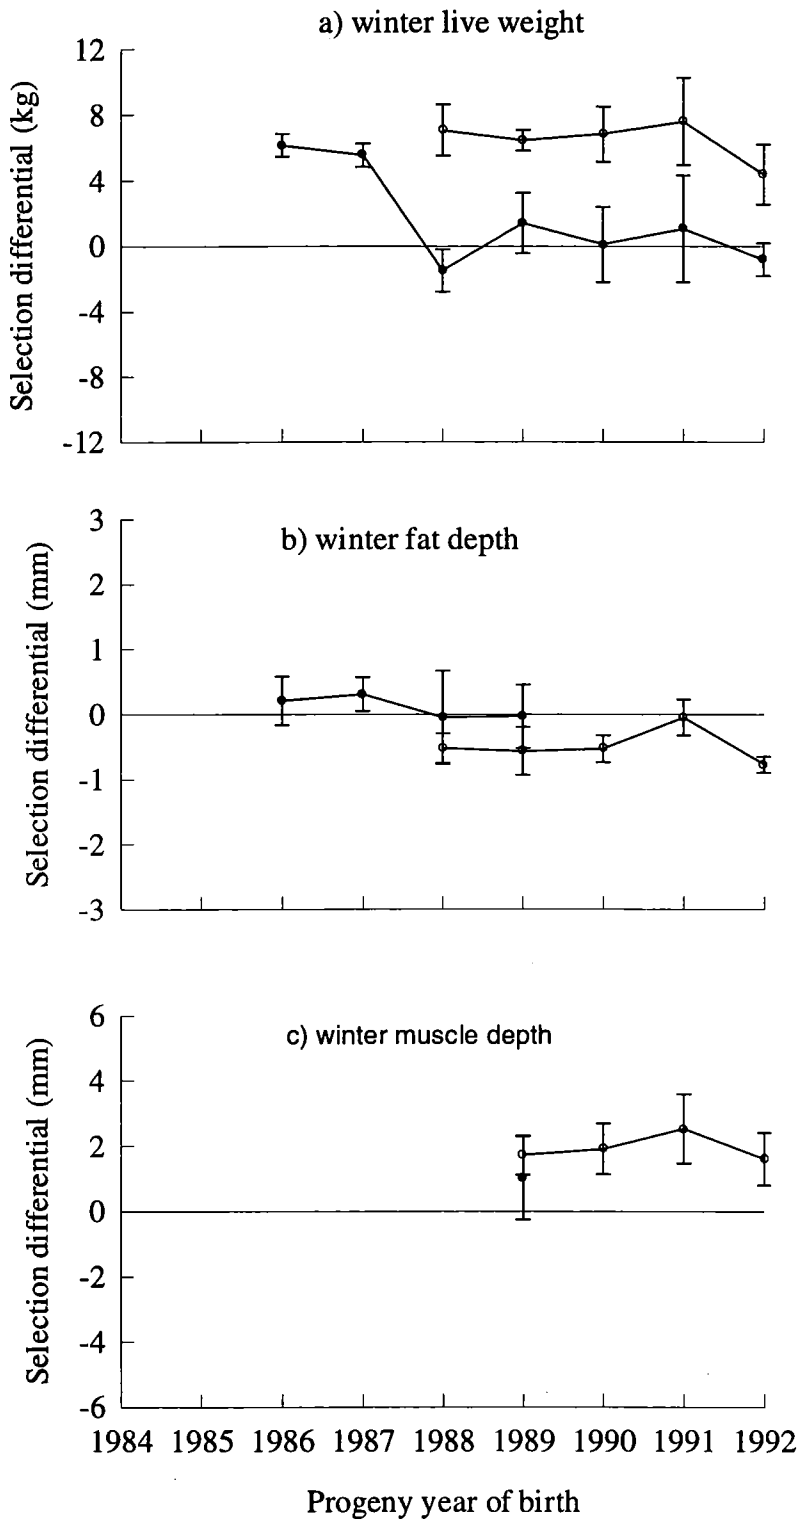 a) winter live weight
12
8
4
0
-4
-8
-12
Selection differential (kg)
b) winter fat depth
3
2
1
0
-1
-2
-3
Selection differential (mm)
c) winter muscle depth
6
4
2
0
-2
-4
-6
Selection differential (mm)
1984 1985 1986 1987 1988 1989 1990 1991 1992
Progeny year of birth